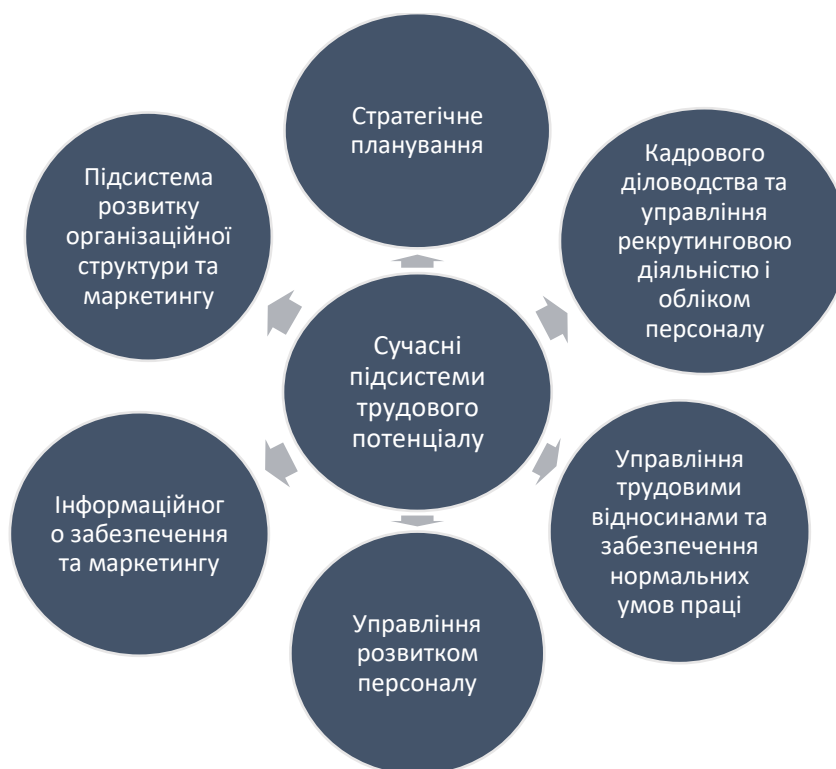 Стратегічне
планування
Кадрового
діловодства та
управління
рекрутинговою
діяльністю і
обліком
персоналу
Підсистема
розвитку
організаційної
структури та
маркетингу
Сучасні
підсистеми
трудового
потенціалу
Управління
трудовими
відносинами та
забезпечення
нормальних
умов праці
Інформаційног
о забезпечення
та маркетингу
Управління
розвитком
персоналу